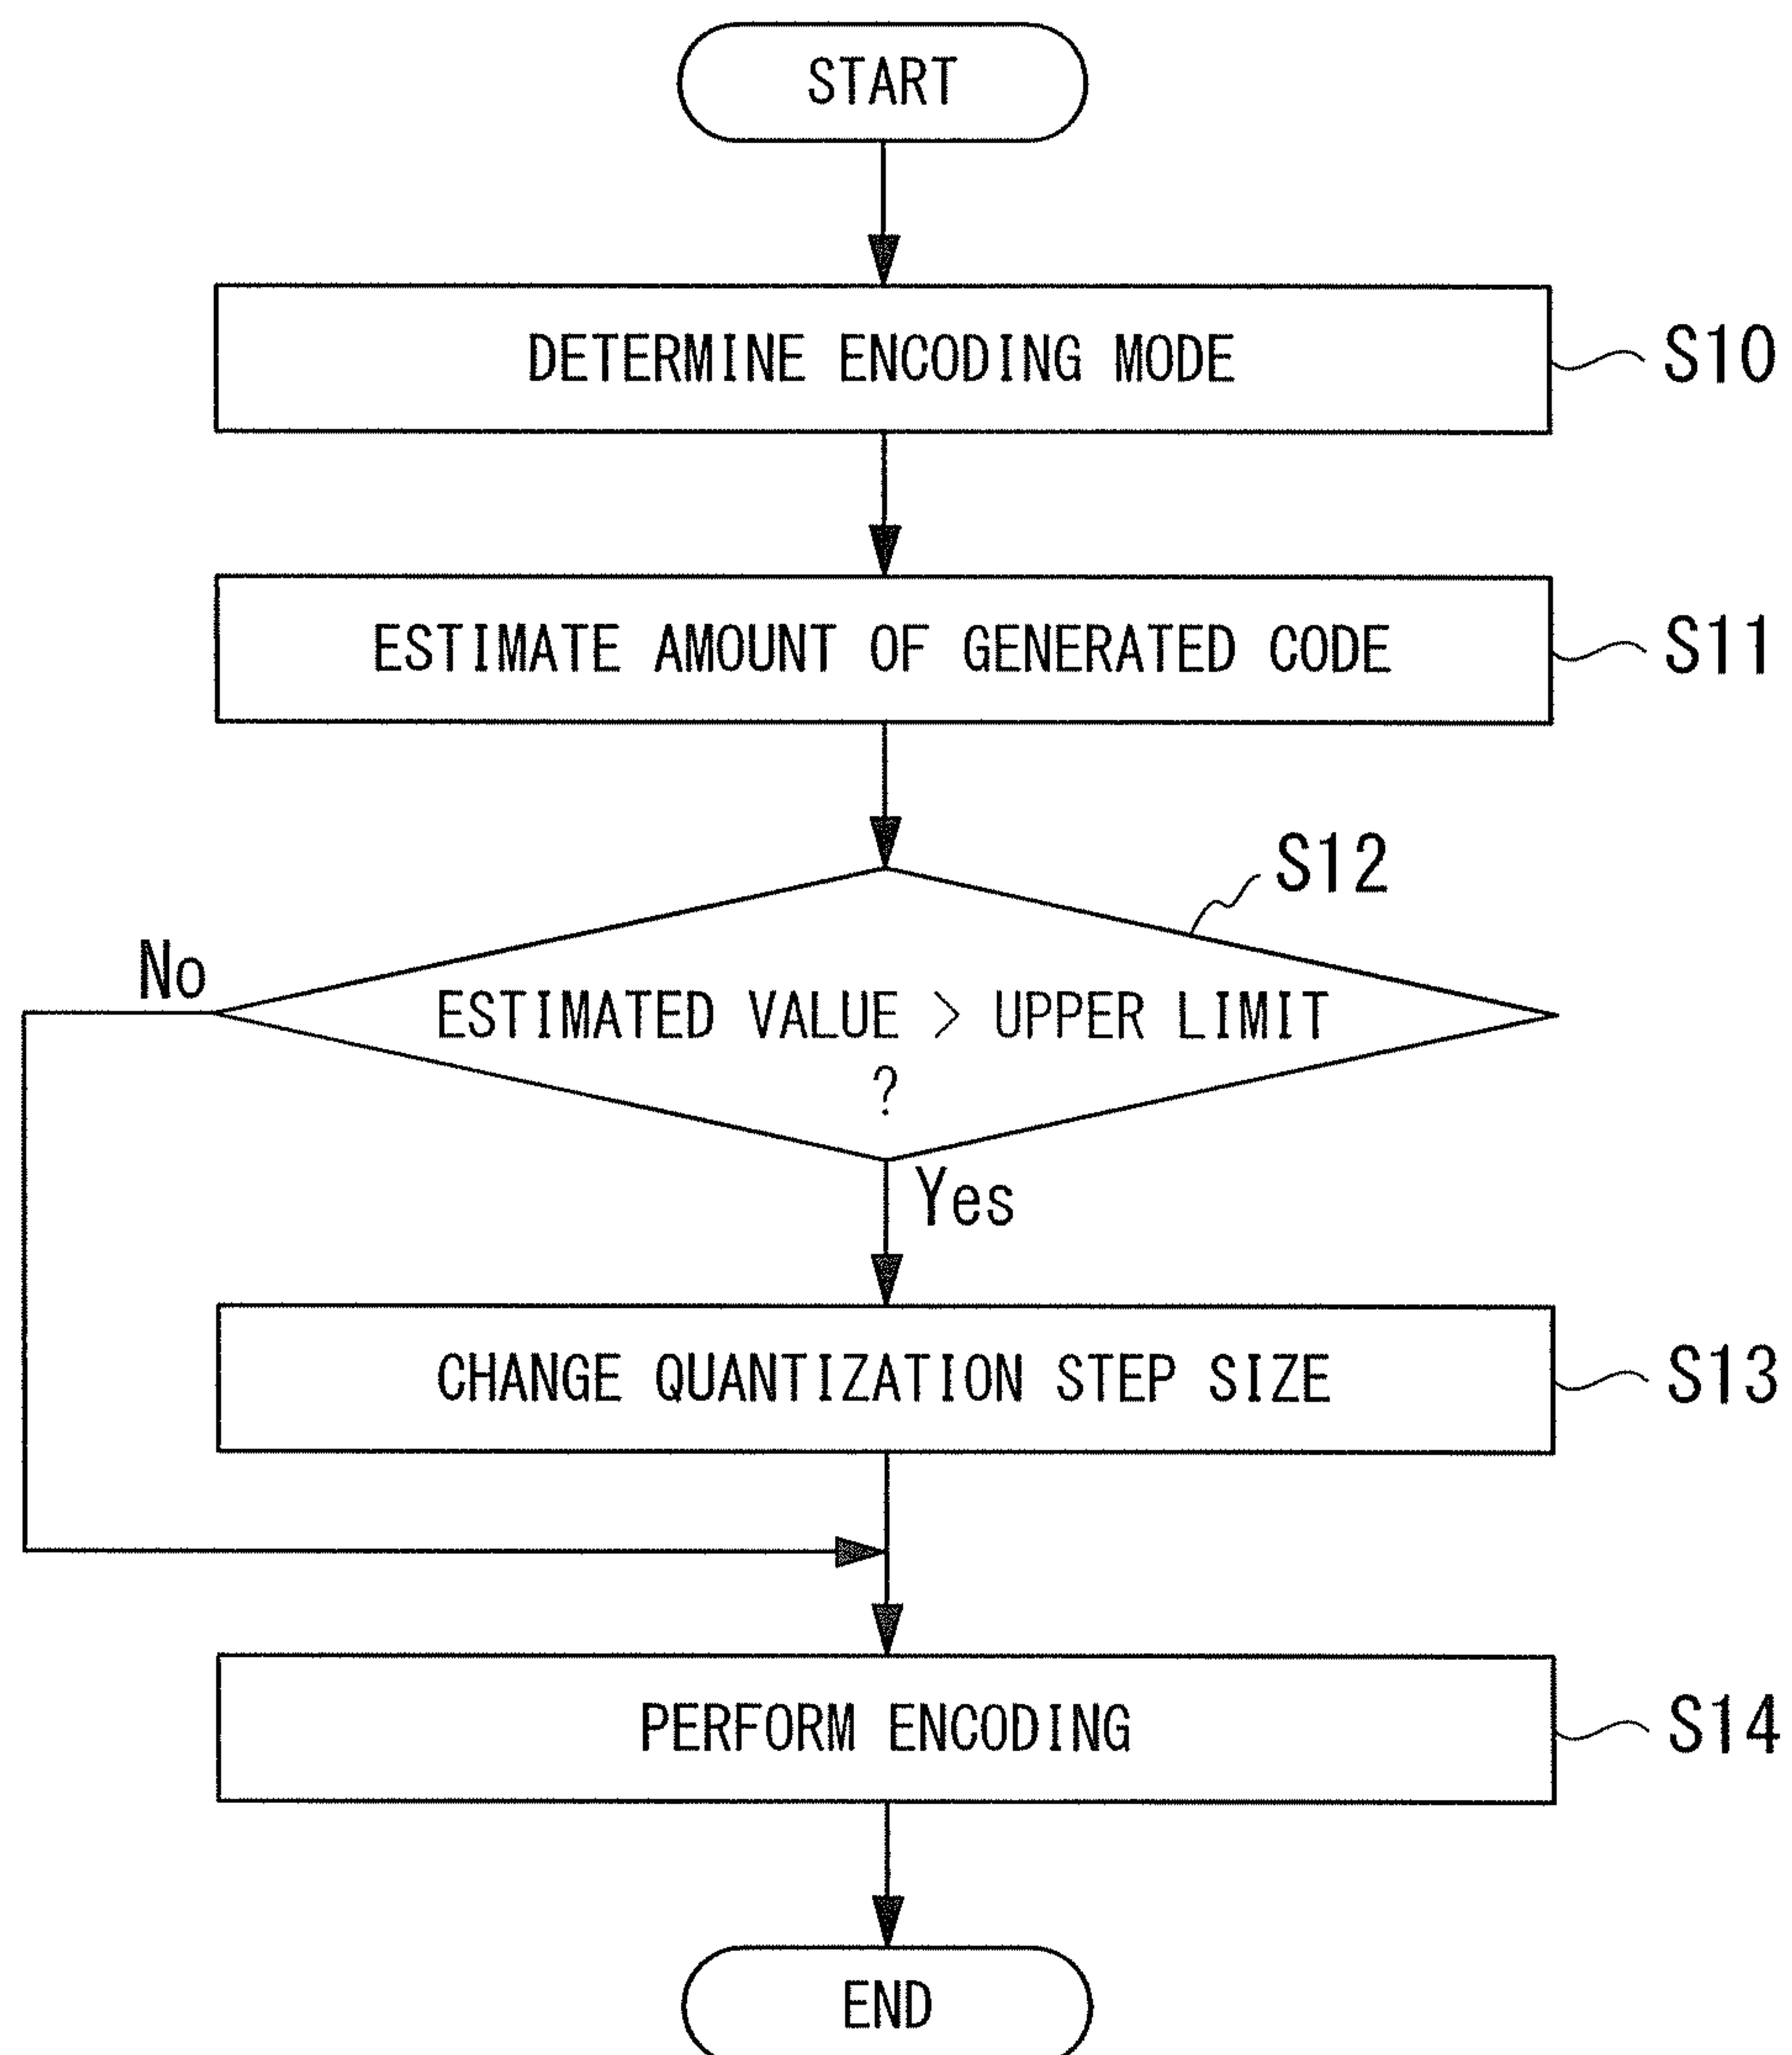 START
DETERMINE ENCODING MODE
S10
ESTIMATE AMOUNT OF GENERATED CODE
S11
S12
No
ESTIMATED VALUE > UPPER LIMIT
?
Yes
CHANGE QUANTIZATION STEP SIZE
S13
PERFORM ENCODING
S14
END